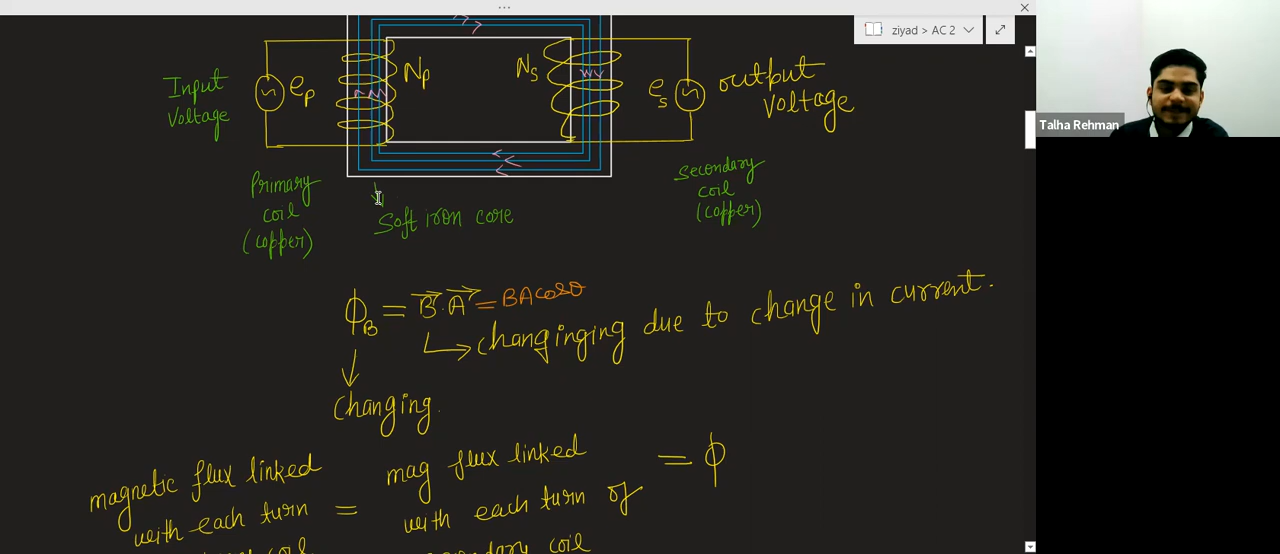 ziyad > AC 2
Talha Rehman
Input
Voltage
e_p
N_p
N_s
e_s
output
voltage
Primary
coil
(copper)
Soft iron core
Secondary
coil
(copper)
ϕ_B = B⃗.A⃗ = BAcosθ
changinging due to change in current.
changing.
magnetic flux linked = mag flux linked = ϕ
with each turn with each turn of
coil coil